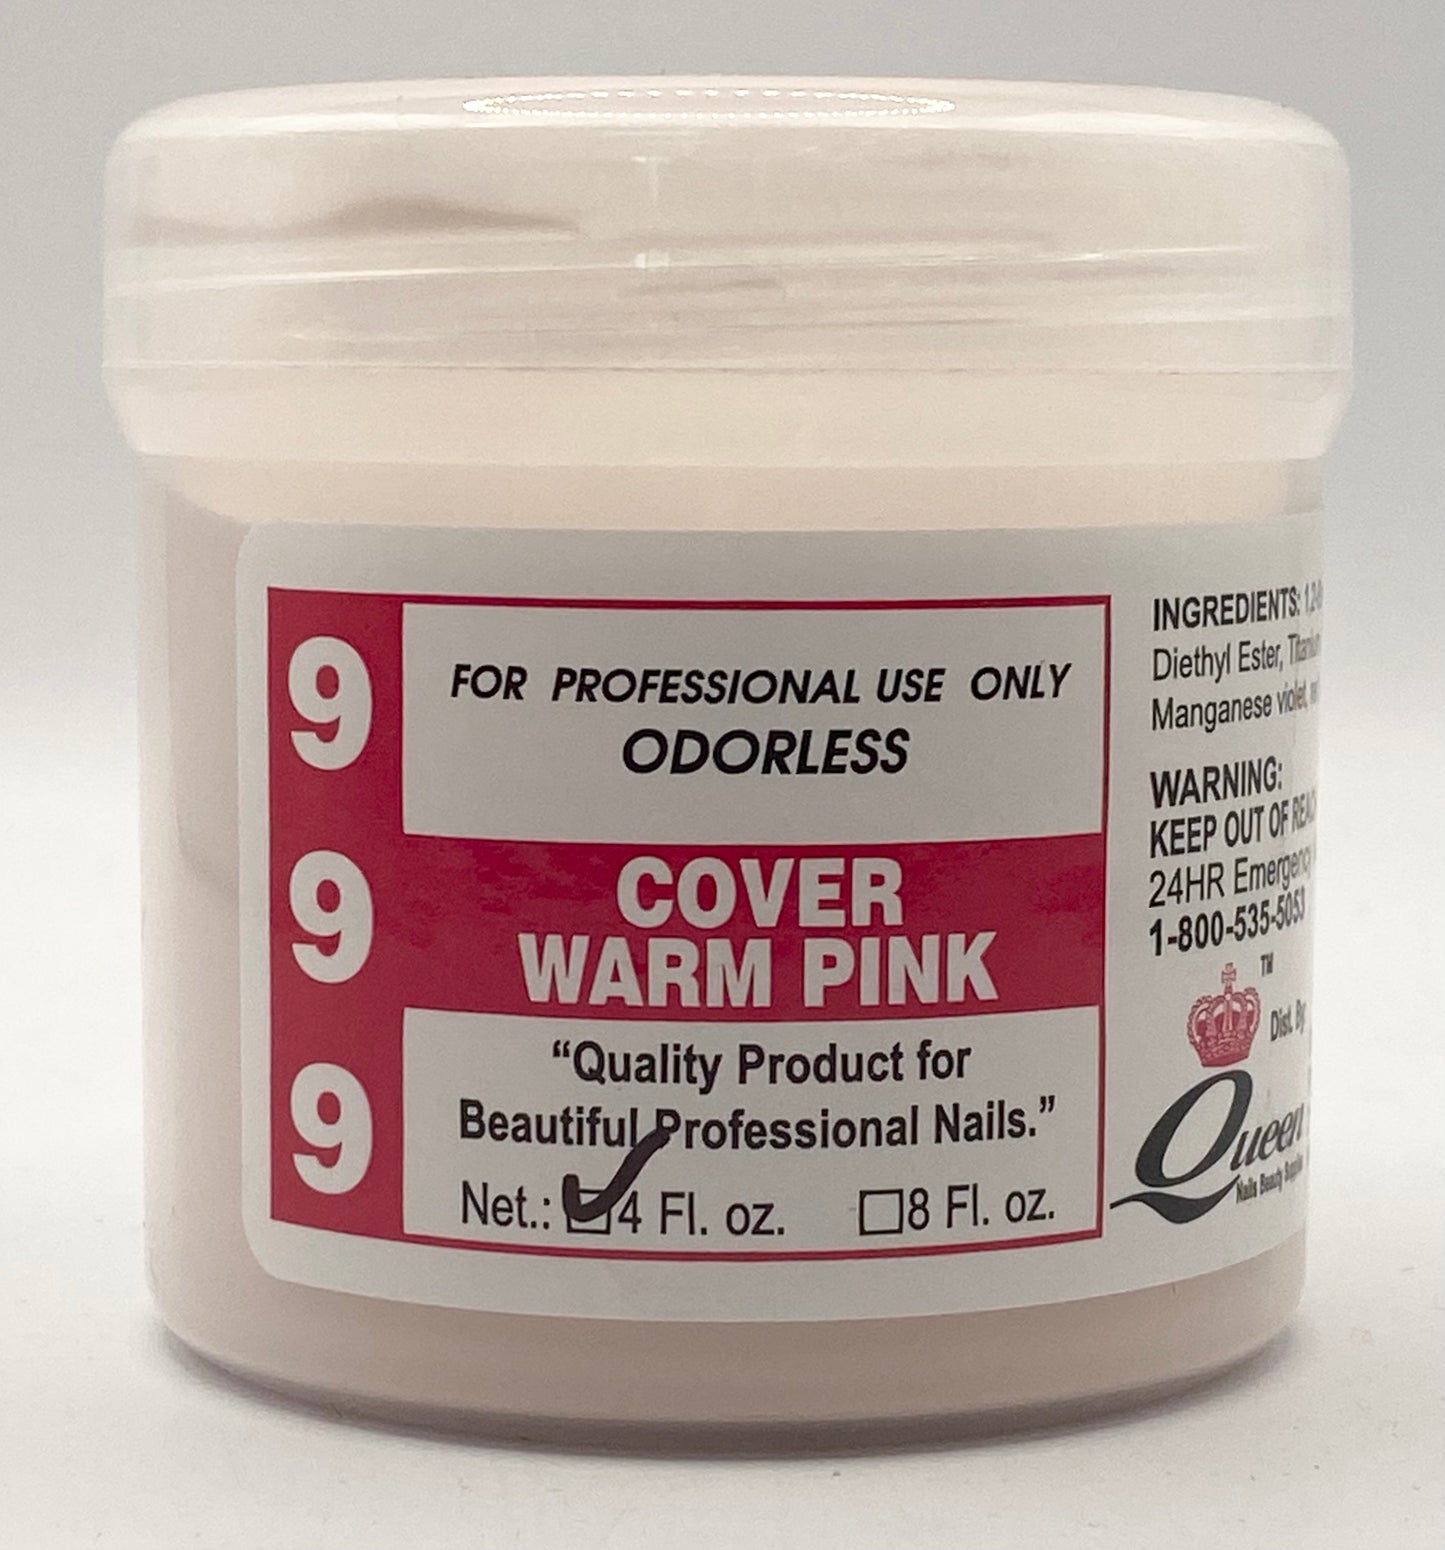 9
9
9
FOR PROFESSIONAL USE ONLY
ODORLESS
COVER
WARM PINK
“Quality Product for
Beautiful Professional Nails.”
Net.: 4 Fl. oz. 8 Fl. oz.
INGREDIENTS:
Diethyl Ester,
Manganese violet,
WARNING:
KEEP OUT OF
24HR
1-800-535-5053
TM
Dist. By:
Queen
Nails Beauty